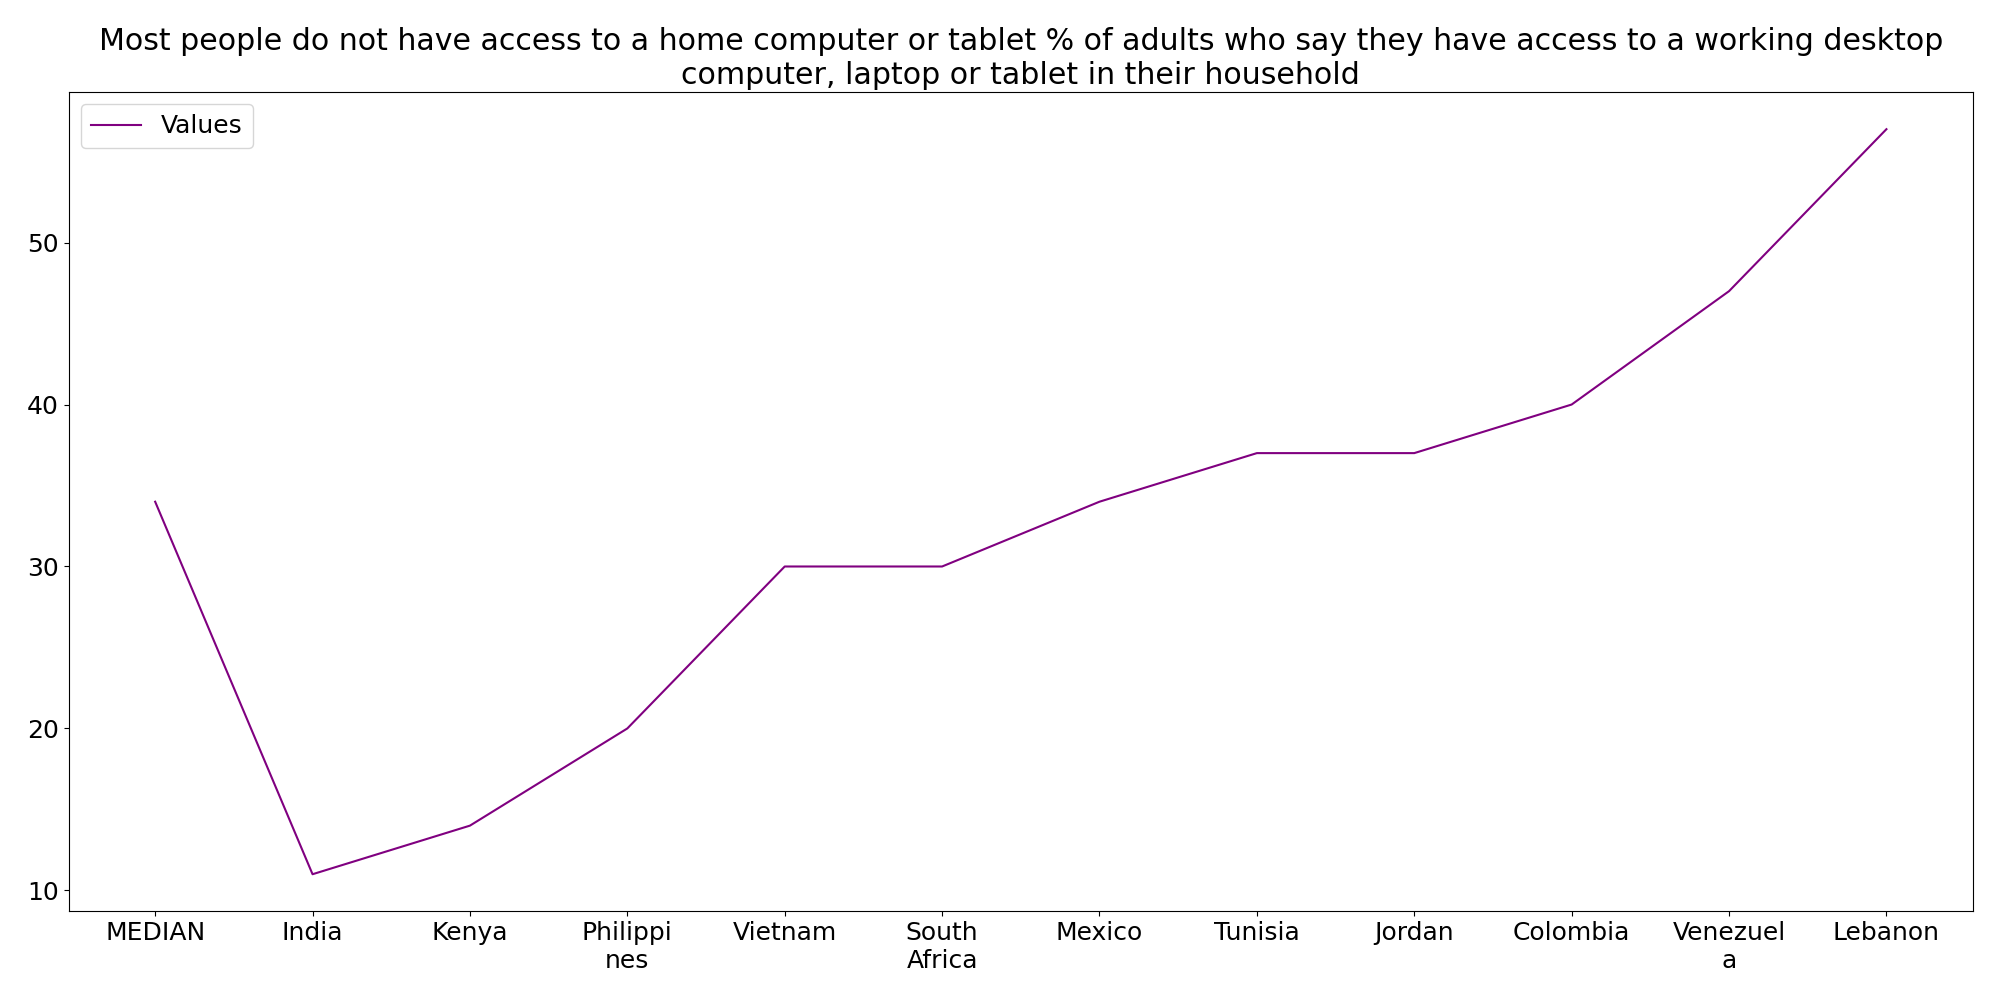 Most people do not have access to a home computer or tablet % of adults who say they have access to a working desktop
computer, laptop or tablet in their household
Values
50
40
30
20
10
MEDIAN
India
Kenya
Philippi
nes
Vietnam
South
Africa
Mexico
Tunisia
Jordan
Colombia
Venezuel
a
Lebanon